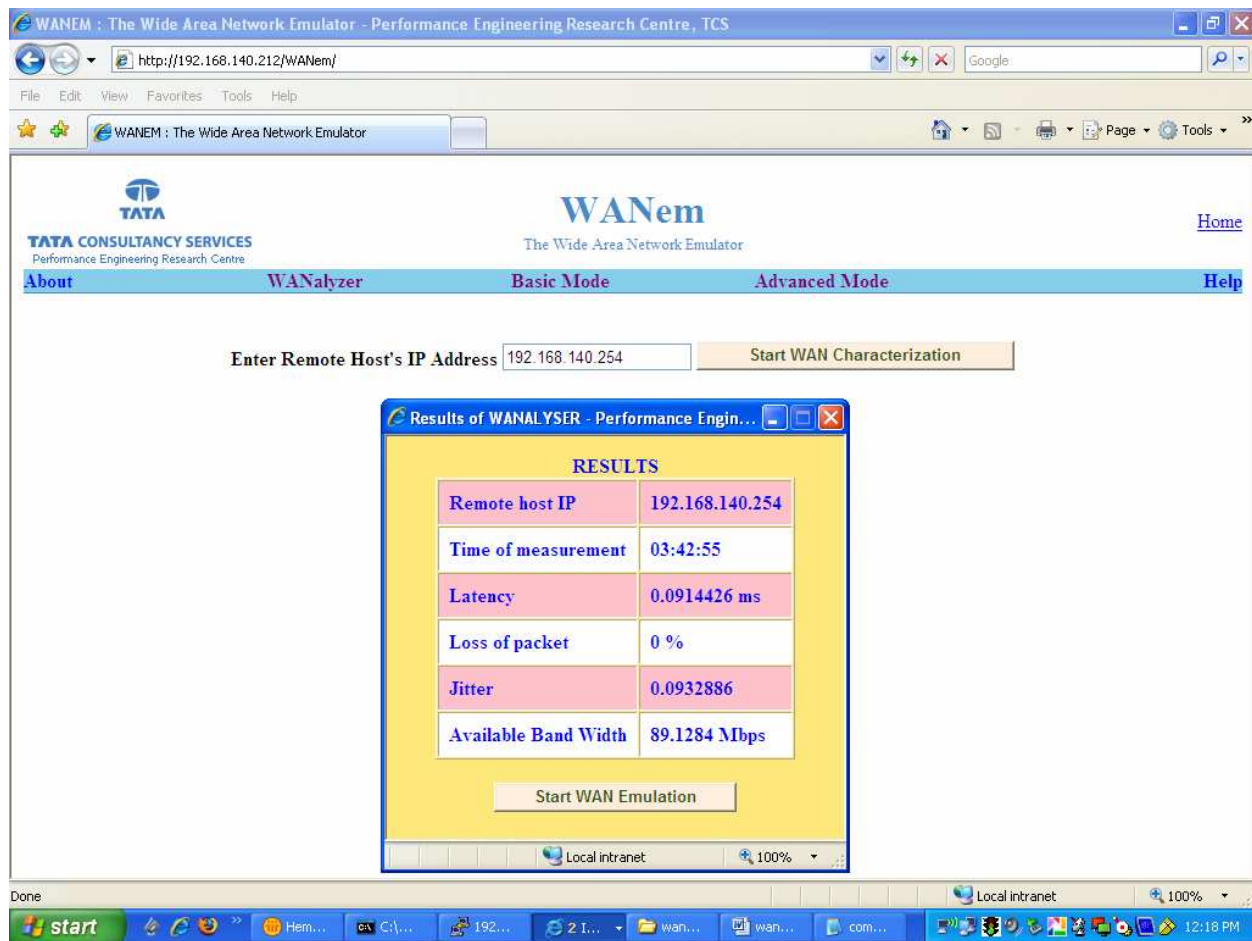 WANEM : The Wide Area Network Emulator - Performance Engineering Research Centre, TCS
http://192.168.140.212/WANem/
Google
File Edit View Favorites Tools Help
WANEM : The Wide Area Network Emulator
Page Tools »
TATA
TATA CONSULTANCY SERVICES
Performance Engineering Research Centre
WANem
The Wide Area Network Emulator
Home
About WANalyzer Basic Mode Advanced Mode Help
Enter Remote Host's IP Address 192.168.140.254 Start WAN Characterization
Results of WANALYSER - Performance Engin...
RESULTS
Remote host IP 192.168.140.254
Time of measurement 03:42:55
Latency 0.0914426 ms
Loss of packet 0 %
Jitter 0.0932886
Available Band Width 89.1284 Mbps
Start WAN Emulation
Local intranet 100%
Done Local intranet 100%
start » Hem... C:\... 192... 2 I... wan... wan... com... 12:18 PM